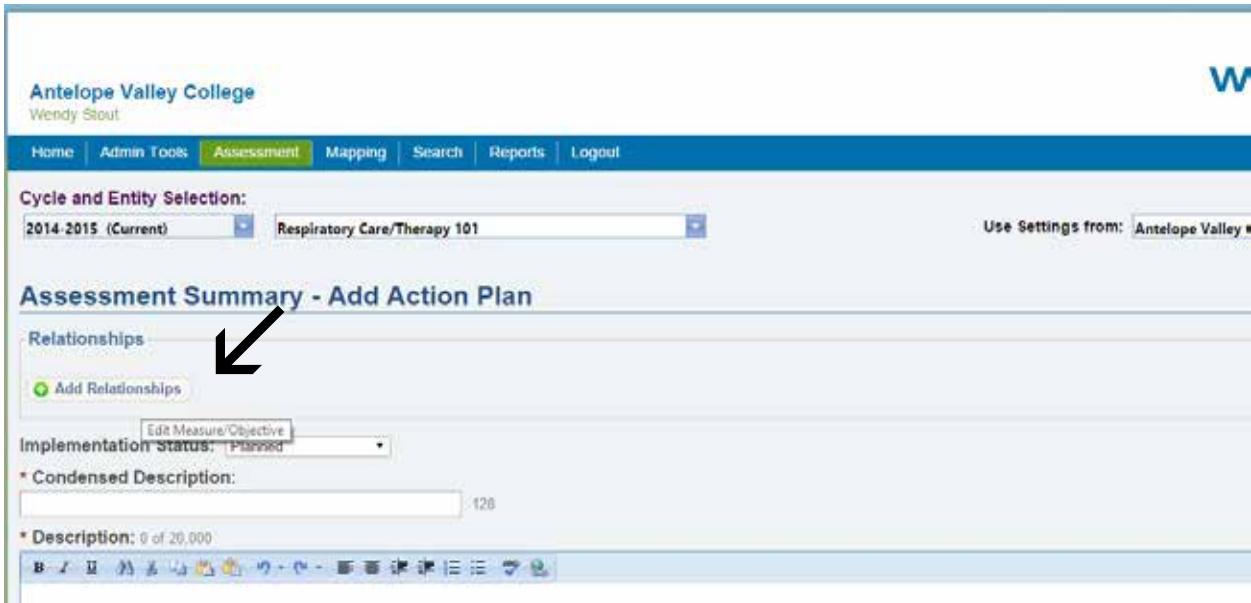 W
Antelope Valley College
Wendy Stout
Home Admin Tools Assessment Mapping Search Reports Logout
Cycle and Entity Selection:
2014-2015 (Current) Respiratory Care/Therapy 101 Use Settings from: Antelope Valley
Assessment Summary - Add Action Plan
Relationships
Add Relationships
Edit Measure/Objective
Implementation Status: Planned
* Condensed Description:
128
* Description: 0 of 20,000
B I U